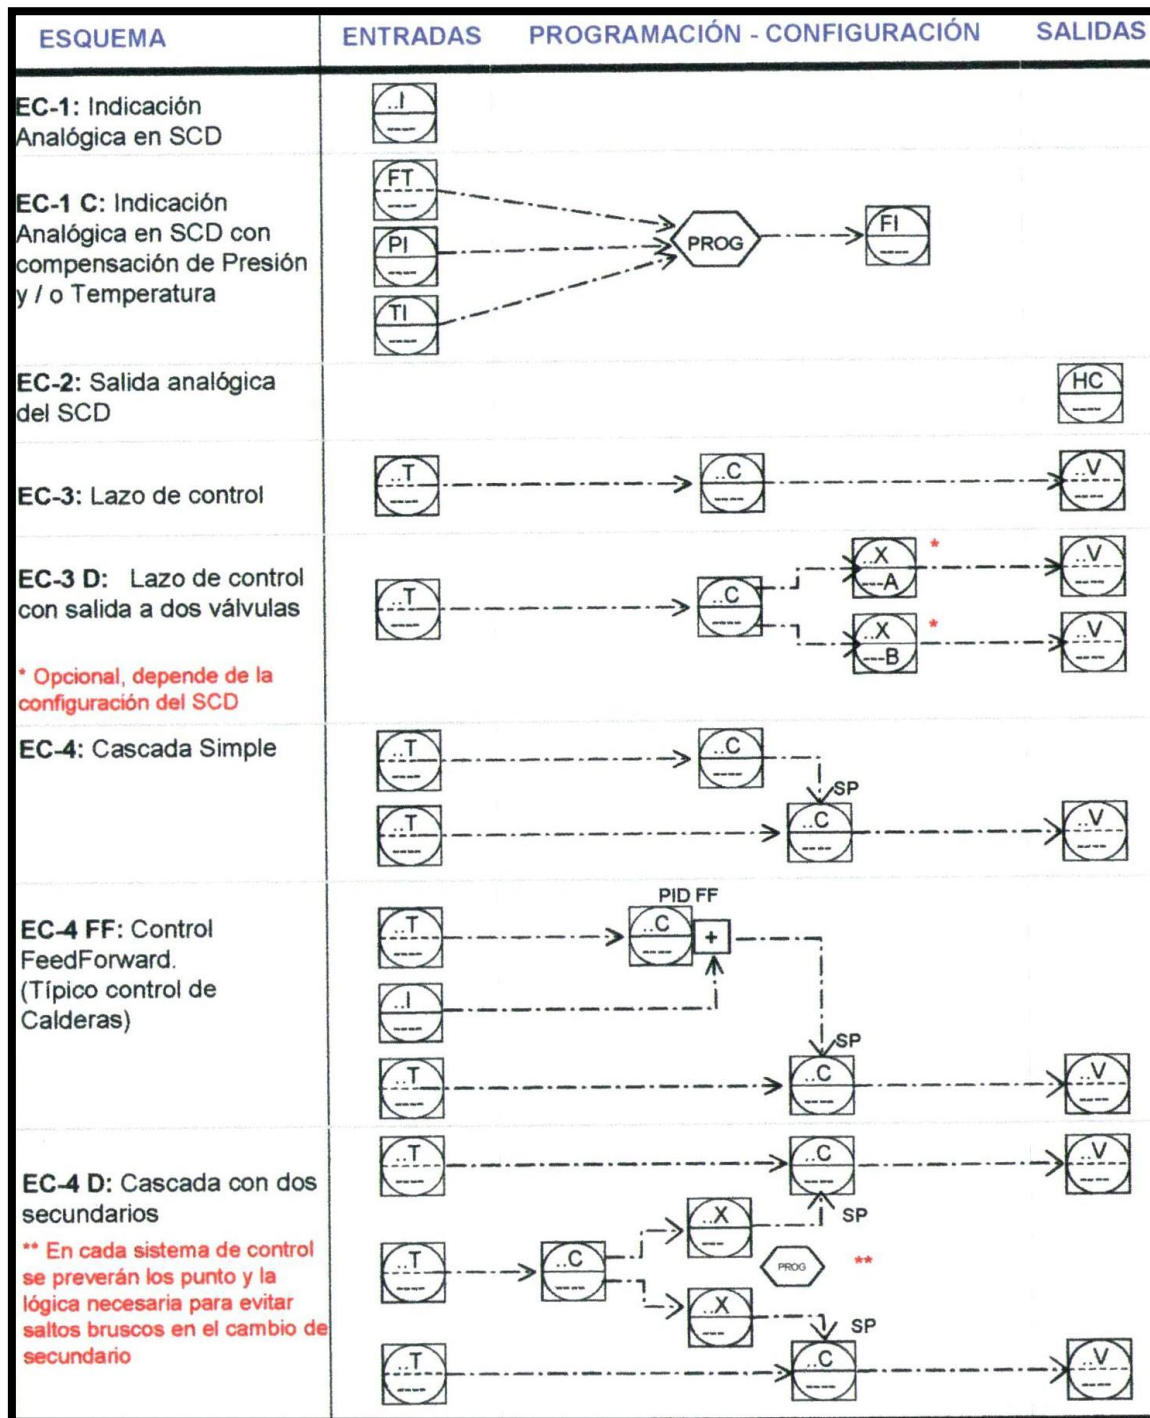 ESQUEMA ENTRADAS PROGRAMACIÓN - CONFIGURACIÓN SALIDAS
EC-1: Indicación
Analógica en SCD
..I
----
EC-1 C: Indicación
Analógica en SCD con
compensación de Presión
y / o Temperatura
FT
----
PI
----
TI
----
PROG
FI
----
EC-2: Salida analógica
del SCD
HC
----
EC-3: Lazo de control
..T
----
..C
----
..V
----
EC-3 D: Lazo de control
con salida a dos válvulas
* Opcional, depende de la
configuración del SCD
..T
----
..C
----
..X
---A
*
..V
----
..X
---B
*
..V
----
EC-4: Cascada Simple
..T
----
..C
----
SP
..T
----
..C
----
..V
----
EC-4 FF: Control
FeedForward.
(Típico control de
Calderas)
PID FF
..T
----
..C
----
+
..I
----
SP
..T
----
..C
----
..V
----
EC-4 D: Cascada con dos
secundarios
** En cada sistema de control
se preverán los punto y la
lógica necesaria para evitar
saltos bruscos en el cambio de
secundario
..T
----
..C
----
..V
----
..X
---
SP
..T
----
..C
----
PROG
**
..X
---
SP
..T
----
..C
----
..V
----